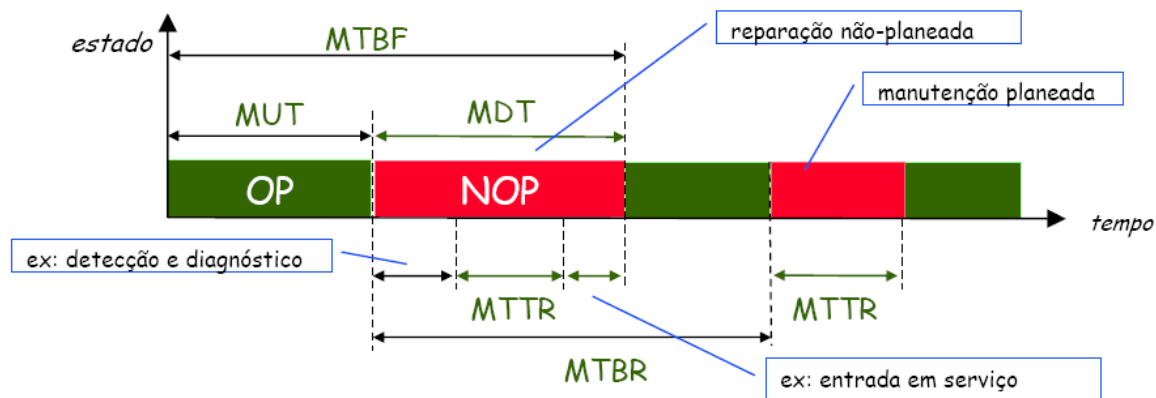 reparação não-planeada
estado
MTBF
manutenção planeada
MUT
MDT
OP
NOP
tempo
ex: detecção e diagnóstico
MTTR
MTTR
MTBR
ex: entrada em serviço